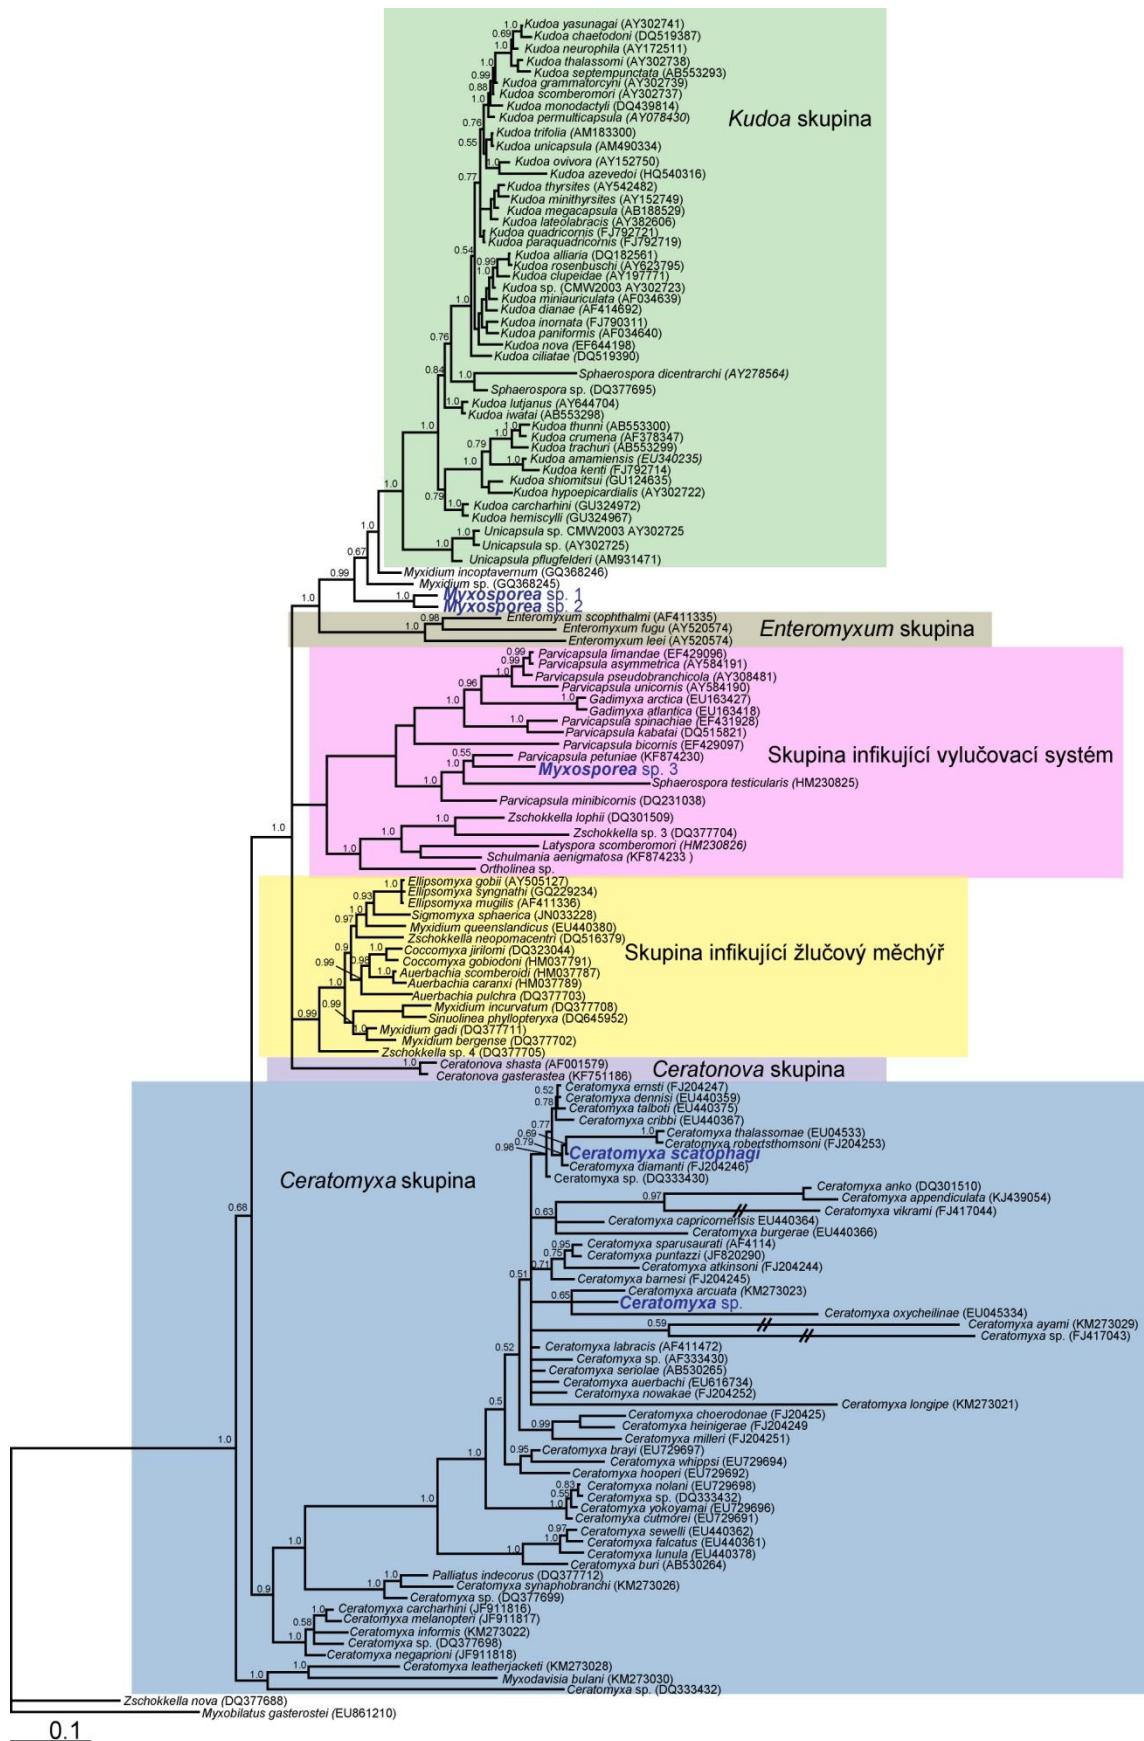 Kudoa yasunagai (AY302741)
Kudoa chaetodoni (DQ519387)
Kudoa neurophila (AY172511)
Kudoa thalassomi (AY302738)
Kudoa septempunctata (AB553293)
Kudoa grammatorcyni (AY302739)
Kudoa scomberomori (AY302737)
Kudoa monodactyli (DQ439814)
Kudoa permulticapsula (AY078430)
Kudoa skupina
Kudoa trifolia (AM183300)
Kudoa unicapsula (AM490334)
Kudoa ovivora (AY152750)
Kudoa azevedoi (HQ540316)
Kudoa thyrsites (AY542482)
Kudoa minithyrsites (AY152749)
Kudoa megacapsula (AB188529)
Kudoa lateolabracis (AY382606)
Kudoa quadricornis (FJ792721)
Kudoa paraquadricornis (FJ792719)
Kudoa alliaria (DQ182561)
Kudoa rosenbuschi (AY623795)
Kudoa clupeidae (AY197771)
Kudoa sp. (CMW2003 AY302723)
Kudoa miniauriculata (AF034639)
Kudoa dianae (AF414692)
Kudoa inornata (FJ790311)
Kudoa paniformis (AF034640)
Kudoa nova (EF644198)
Kudoa ciliatae (DQ519390)
Sphaerospora dicentrarchi (AY278564)
Sphaerospora sp. (DQ377695)
Kudoa lutjanus (AY644704)
Kudoa iwatai (AB553298)
Kudoa thunni (AB553300)
Kudoa crumena (AF378347)
Kudoa trachuri (AB553299)
Kudoa amamiensis (EU340235)
Kudoa kenti (FJ792714)
Kudoa shiomitsui (GU124635)
Kudoa hypoepicardialis (AY302722)
Kudoa carcharhini (GU324972)
Kudoa hemiscylli (GU324967)
Unicapsula sp. CMW2003 AY302725
Unicapsula sp. (AY302725)
Unicapsula pflugfelderi (AM931471)
Myxidium incoptavernum (GQ368246)
Myxidium sp. (GQ368245)
Myxosporea sp. 1
Myxosporea sp. 2
Enteromyxum scophthalmi (AF411335)
Enteromyxum fugu (AY520574)
Enteromyxum leei (AY520574)
Enteromyxum skupina
Parvicapsula limandae (EF429096)
Parvicapsula asymmetrica (AY584191)
Parvicapsula pseudobranchicola (AY308481)
Parvicapsula unicornis (AY584190)
Gadimyxa arctica (EU163427)
Gadimyxa atlantica (EU163418)
Parvicapsula spinachiae (EF431928)
Parvicapsula kabatai (DQ515821)
Parvicapsula bicornis (EF429097)
Skupina infikující vylučovací systém
Parvicapsula petuniae (KF874230)
Myxosporea sp. 3
Sphaerospora testicularis (HM230825)
Parvicapsula minibicornis (DQ231038)
Zschokkella lophii (DQ301509)
Zschokkella sp. 3 (DQ377704)
Latyspora scomberomori (HM230826)
Schulmania aenigmatosa (KF874233 )
Ortholinea sp.
Ellipsomyxa gobii (AY505127)
Ellipsomyxa syngnathi (GQ229234)
Ellipsomyxa mugilis (AF411336)
Sigmomyxa sphaerica (JN033228)
Myxidium queenslandicus (EU440380)
Zschokkella neopomacentri (DQ516379)
Coccomyxa jirilomi (DQ323044)
Skupina infikující žlučový měchýř
Coccomyxa gobiodoni (HM037791)
Auerbachia scomberoidi (HM037787)
Auerbachia caranxi (HM037789)
Auerbachia pulchra (DQ377703)
Myxidium incurvatum (DQ377708)
Sinuolinea phyllopteryxa (DQ645952)
Myxidium gadi (DQ377711)
Myxidium bergense (DQ377702)
Zschokkella sp. 4 (DQ377705)
Ceratonova shasta (AF001579)
Ceratonova gasterastea (KF751186)
Ceratonova skupina
Ceratomyxa ernsti (FJ204247)
Ceratomyxa dennisi (EU440359)
Ceratomyxa talboti (EU440375)
Ceratomyxa cribbi (EU440367)
Ceratomyxa thalassomae (EU04533)
Ceratomyxa robertsthomsoni (FJ204253)
Ceratomyxa scatophagi
Ceratomyxa diamanti (FJ204246)
Ceratomyxa sp. (DQ333430)
Ceratomyxa skupina
Ceratomyxa anko (DQ301510)
Ceratomyxa appendiculata (KJ439054)
Ceratomyxa vikrami (FJ417044)
Ceratomyxa capricornensis EU440364)
Ceratomyxa burgerae (EU440366)
Ceratomyxa sparusaurati (AF4114)
Ceratomyxa puntazzi (JF820290)
Ceratomyxa atkinsoni (FJ204244)
Ceratomyxa barnesi (FJ204245)
Ceratomyxa arcuata (KM273023)
Ceratomyxa sp.
Ceratomyxa oxycheilinae (EU045334)
Ceratomyxa ayami (KM273029)
Ceratomyxa sp. (FJ417043)
Ceratomyxa labracis (AF411472)
Ceratomyxa sp. (AF333430)
Ceratomyxa seriolae (AB530265)
Ceratomyxa auerbachi (EU616734)
Ceratomyxa nowakae (FJ204252)
Ceratomyxa longipe (KM273021)
Ceratomyxa choerodonae (FJ20425)
Ceratomyxa heinigerae (FJ204249
Ceratomyxa milleri (FJ204251)
Ceratomyxa brayi (EU729697)
Ceratomyxa whippsi (EU729694)
Ceratomyxa hooperi (EU729692)
Ceratomyxa nolani (EU729698)
Ceratomyxa sp. (DQ333432)
Ceratomyxa yokoyamai (EU729696)
Ceratomyxa cutmorei (EU729691)
Ceratomyxa sewelli (EU440362)
Ceratomyxa falcatus (EU440361)
Ceratomyxa lunula (EU440378)
Ceratomyxa buri (AB530264)
Palliatus indecorus (DQ377712)
Ceratomyxa synaphobranchi (KM273026)
Ceratomyxa sp. (DQ377699)
Ceratomyxa carcharhini (JF911816)
Ceratomyxa melanopteri (JF911817)
Ceratomyxa informis (KM273022)
Ceratomyxa sp. (DQ377698)
Ceratomyxa negaprioni (JF911818)
Ceratomyxa leatherjacketi (KM273028)
Myxodavisia bulani (KM273030)
Ceratomyxa sp. (DQ333432)
Zschokkella nova (DQ377688)
Myxobilatus gasterostei (EU861210)
0.1